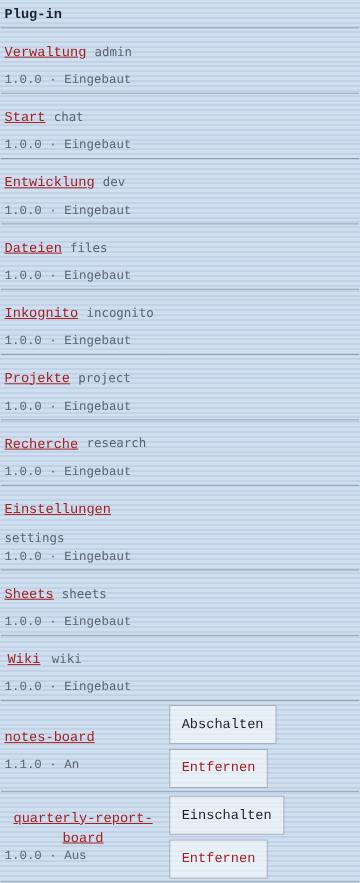 Plug-in
Verwaltung admin
1.0.0 · Eingebaut
Start chat
1.0.0 · Eingebaut
Entwicklung dev
1.0.0 · Eingebaut
Dateien files
1.0.0 · Eingebaut
Inkognito incognito
1.0.0 · Eingebaut
Projekte project
1.0.0 · Eingebaut
Recherche research
1.0.0 · Eingebaut
Einstellungen
settings
1.0.0 · Eingebaut
Sheets sheets
1.0.0 · Eingebaut
Wiki wiki
1.0.0 · Eingebaut
Abschalten
notes-board
1.1.0 · An
Entfernen
Einschalten
quarterly-report-
board
1.0.0 · Aus
Entfernen